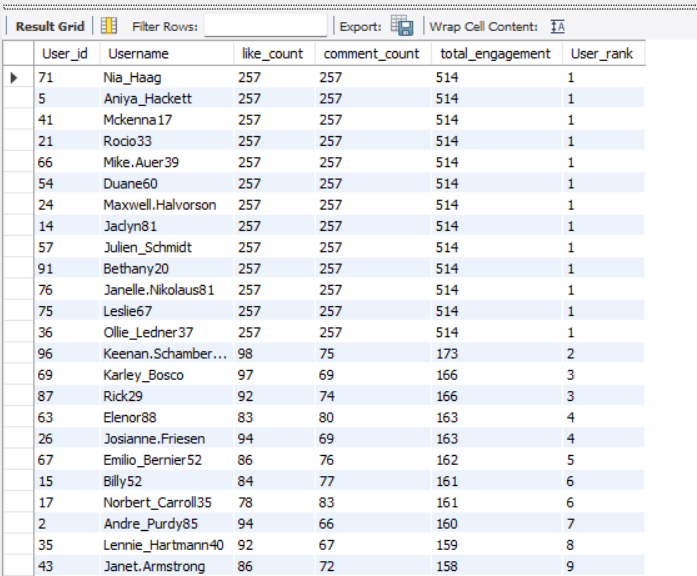 Result Grid Filter Rows: Export: Wrap Cell Content: IA
User_id Username like_count comment_count total_engagement User_rank
71 Nia_Haag 257 257 514 1
5 Aniya_Hackett 257 257 514 1
41 Mckenna17 257 257 514 1
21 Rocio33 257 257 514 1
66 Mike.Auer39 257 257 514 1
54 Duane60 257 257 514 1
24 Maxwell.Halvorson 257 257 514 1
14 Jaclyn81 257 257 514 1
57 Julien_Schmidt 257 257 514 1
91 Bethany20 257 257 514 1
76 Janelle.Nikolaus81 257 257 514 1
75 Leslie67 257 257 514 1
36 Ollie_Ledner37 257 257 514 1
96 Keenan.Schamber... 98 75 173 2
69 Karley_Bosco 97 69 166 3
87 Rick29 92 74 166 3
63 Elenor88 83 80 163 4
26 Josianne.Friesen 94 69 163 4
67 Emilio_Bernier52 86 76 162 5
15 Billy52 84 77 161 6
17 Norbert_Carroll35 78 83 161 6
2 Andre_Purdy85 94 66 160 7
35 Lennie_Hartmann40 92 67 159 8
43 Janet.Armstrong 86 72 158 9